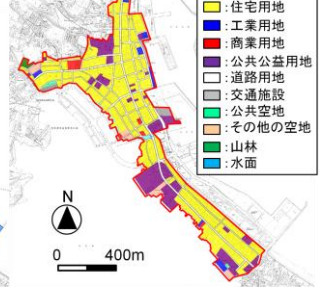 :住宅用地
:工業用地
:商業用地
:公共公益用地
:道路用地
:交通施設
:公共空地
:その他の空地
:山林
:水面
N
0 400m